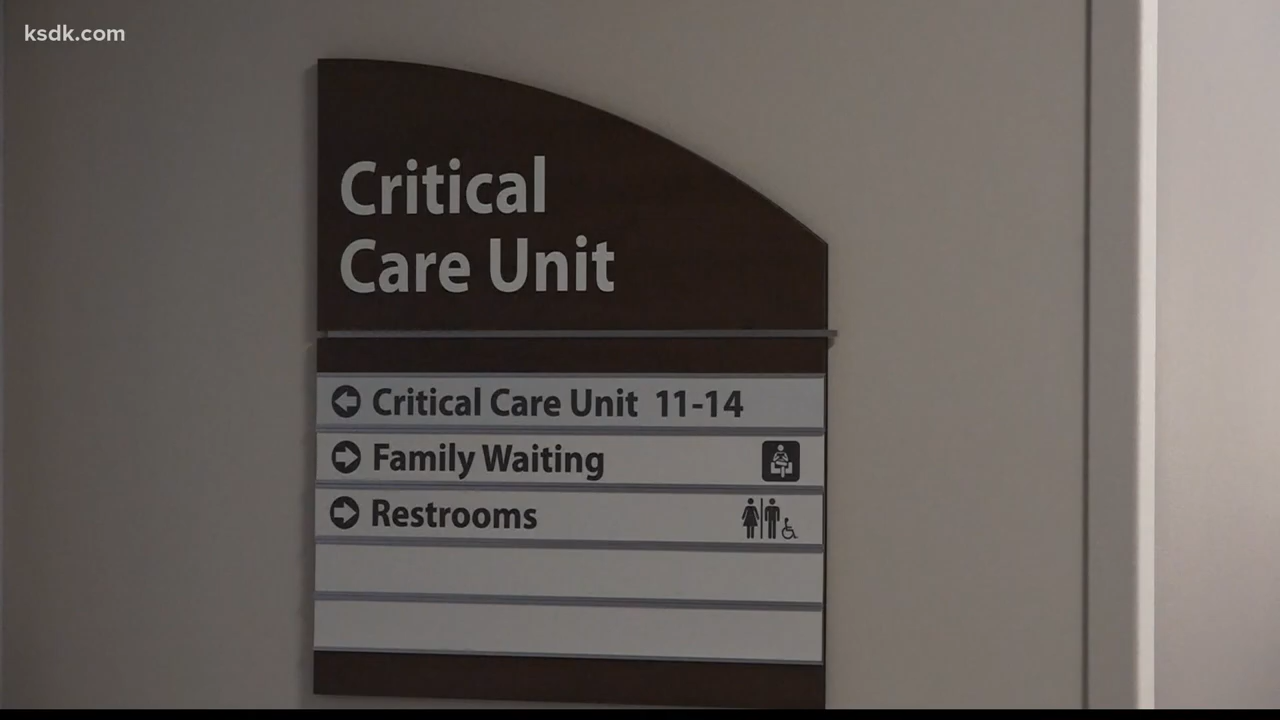 ksdk.com
Critical
Care Unit
Critical Care Unit 11-14
Family Waiting
Restrooms